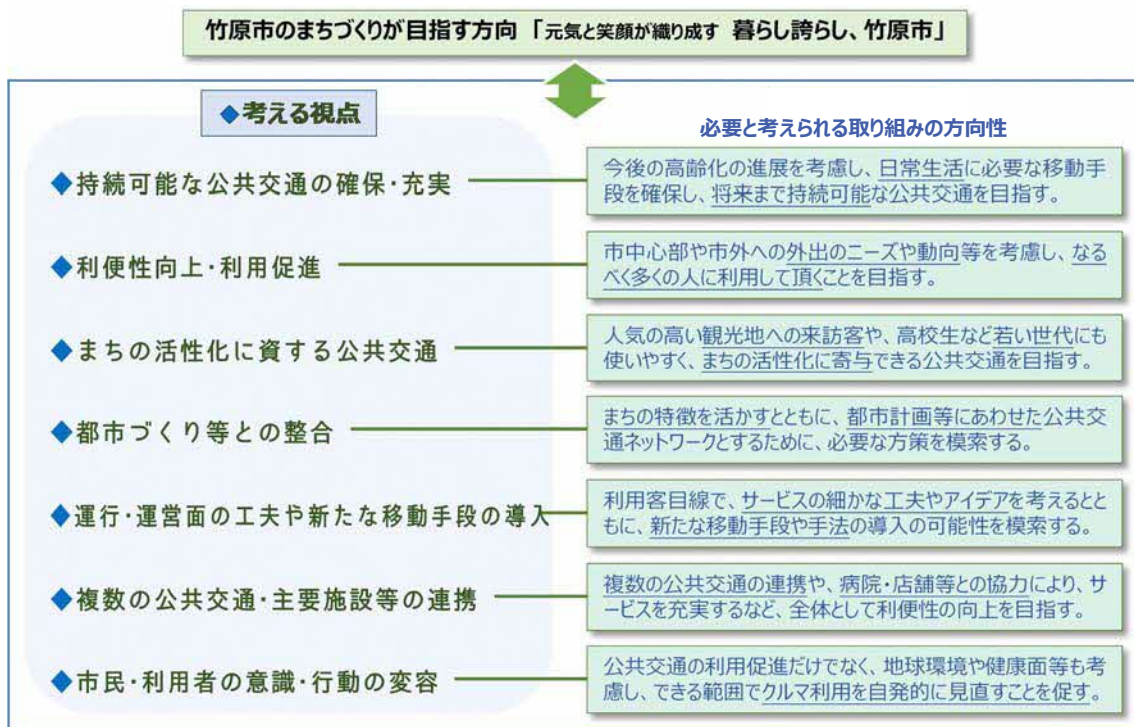 竹原市のまちづくりが目指す方向 「元気と笑顔が織り成す 暮らし誇らし、竹原市」
◆考える視点
必要と考えられる取り組みの方向性
◆持続可能な公共交通の確保・充実
今後の高齢化の進展を考慮し、日常生活に必要な移動手
段を確保し、将来まで持続可能な公共交通を目指す。
◆利便性向上・利用促進
市中心部や市外への外出のニーズや動向等を考慮し、なる
べく多くの人に利用して頂くことを目指す。
◆まちの活性化に資する公共交通
人気の高い観光地への来訪客や、高校生など若い世代にも
使いやすく、まちの活性化に寄与できる公共交通を目指す。
◆都市づくり等との整合
まちの特徴を活かすとともに、都市計画等にあわせた公共交
通ネットワークとするために、必要な方策を模索する。
◆運行・運営面の工夫や新たな移動手段の導入
利用客目線で、サービスの細かな工夫やアイデアを考えるとと
もに、新たな移動手段や手法の導入の可能性を模索する。
◆複数の公共交通・主要施設等の連携
複数の公共交通の連携や、病院・店舗等との協力により、サ
ービスを充実するなど、全体として利便性の向上を目指す。
◆市民・利用者の意識・行動の変容
公共交通の利用促進だけでなく、地球環境や健康面等も考
慮し、できる範囲でクルマ利用を自発的に見直すことを促す。